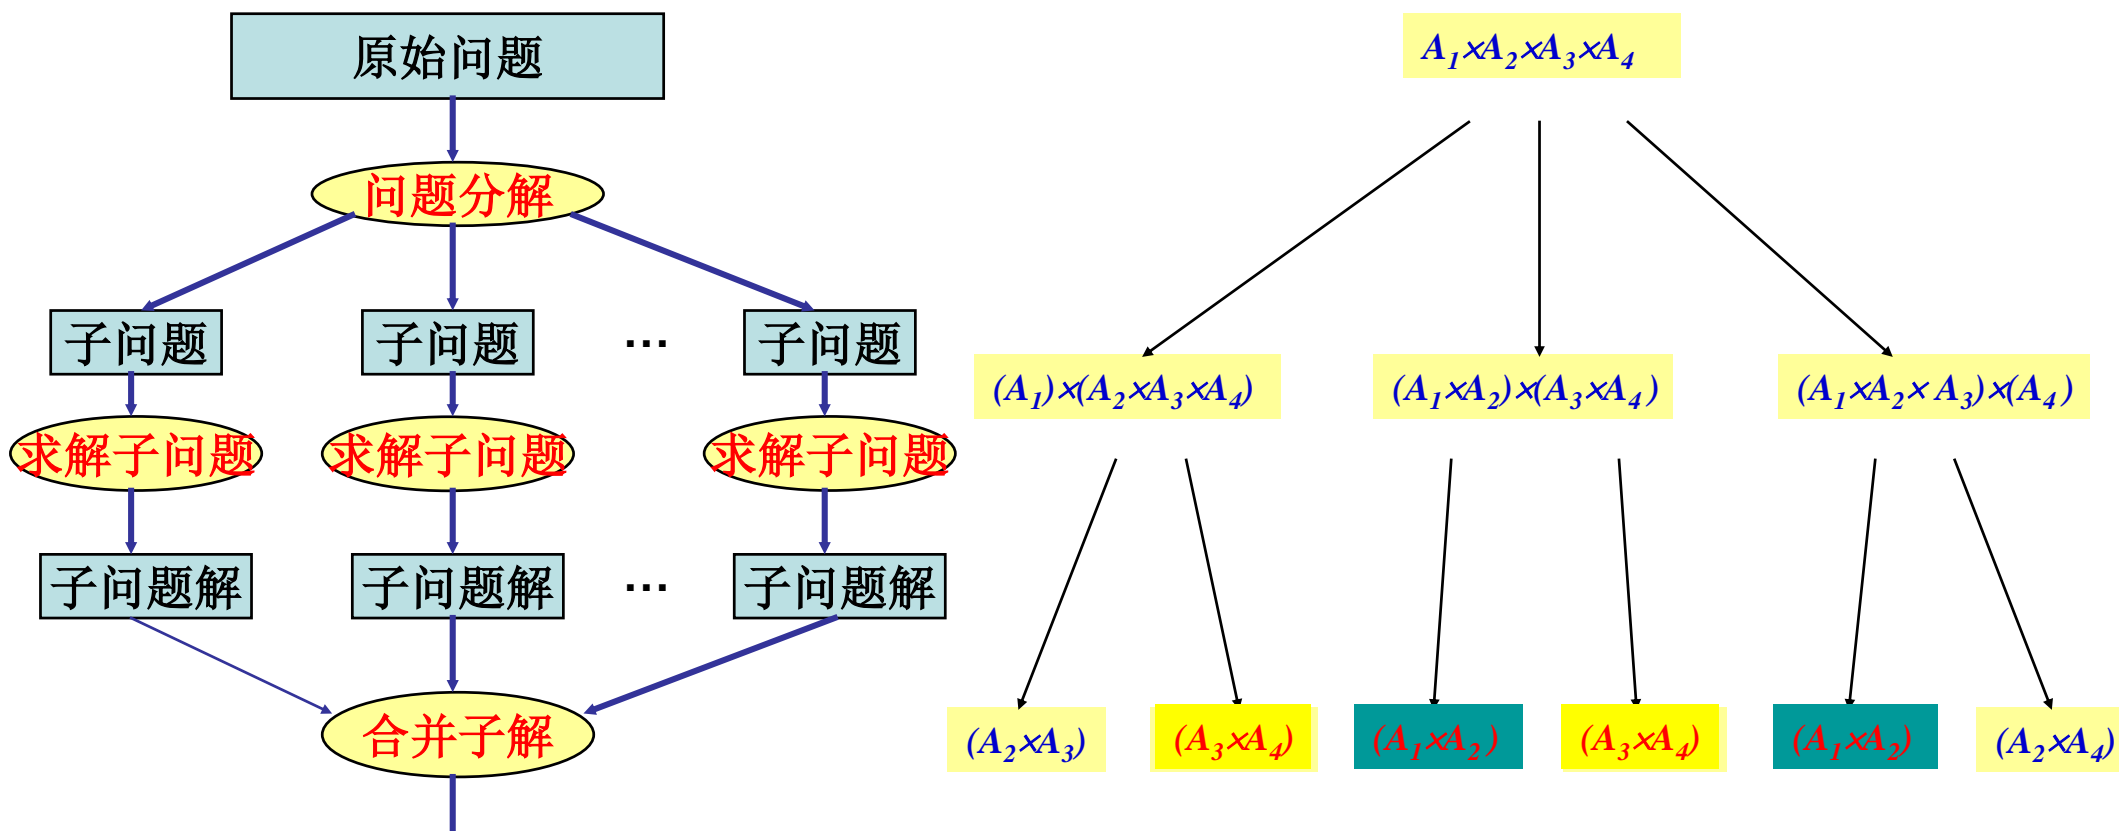 原始问题
问题分解
子问题 子问题 … 子问题
求解子问题 求解子问题 求解子问题
子问题解 子问题解 … 子问题解
合并子解
A₁×A₂×A₃×A₄
(A₁)×(A₂×A₃×A₄) (A₁×A₂)×(A₃×A₄) (A₁×A₂×A₃)×(A₄)
(A₂×A₃) (A₃×A₄) (A₁×A₂) (A₃×A₄) (A₁×A₂) (A₂×A₄)